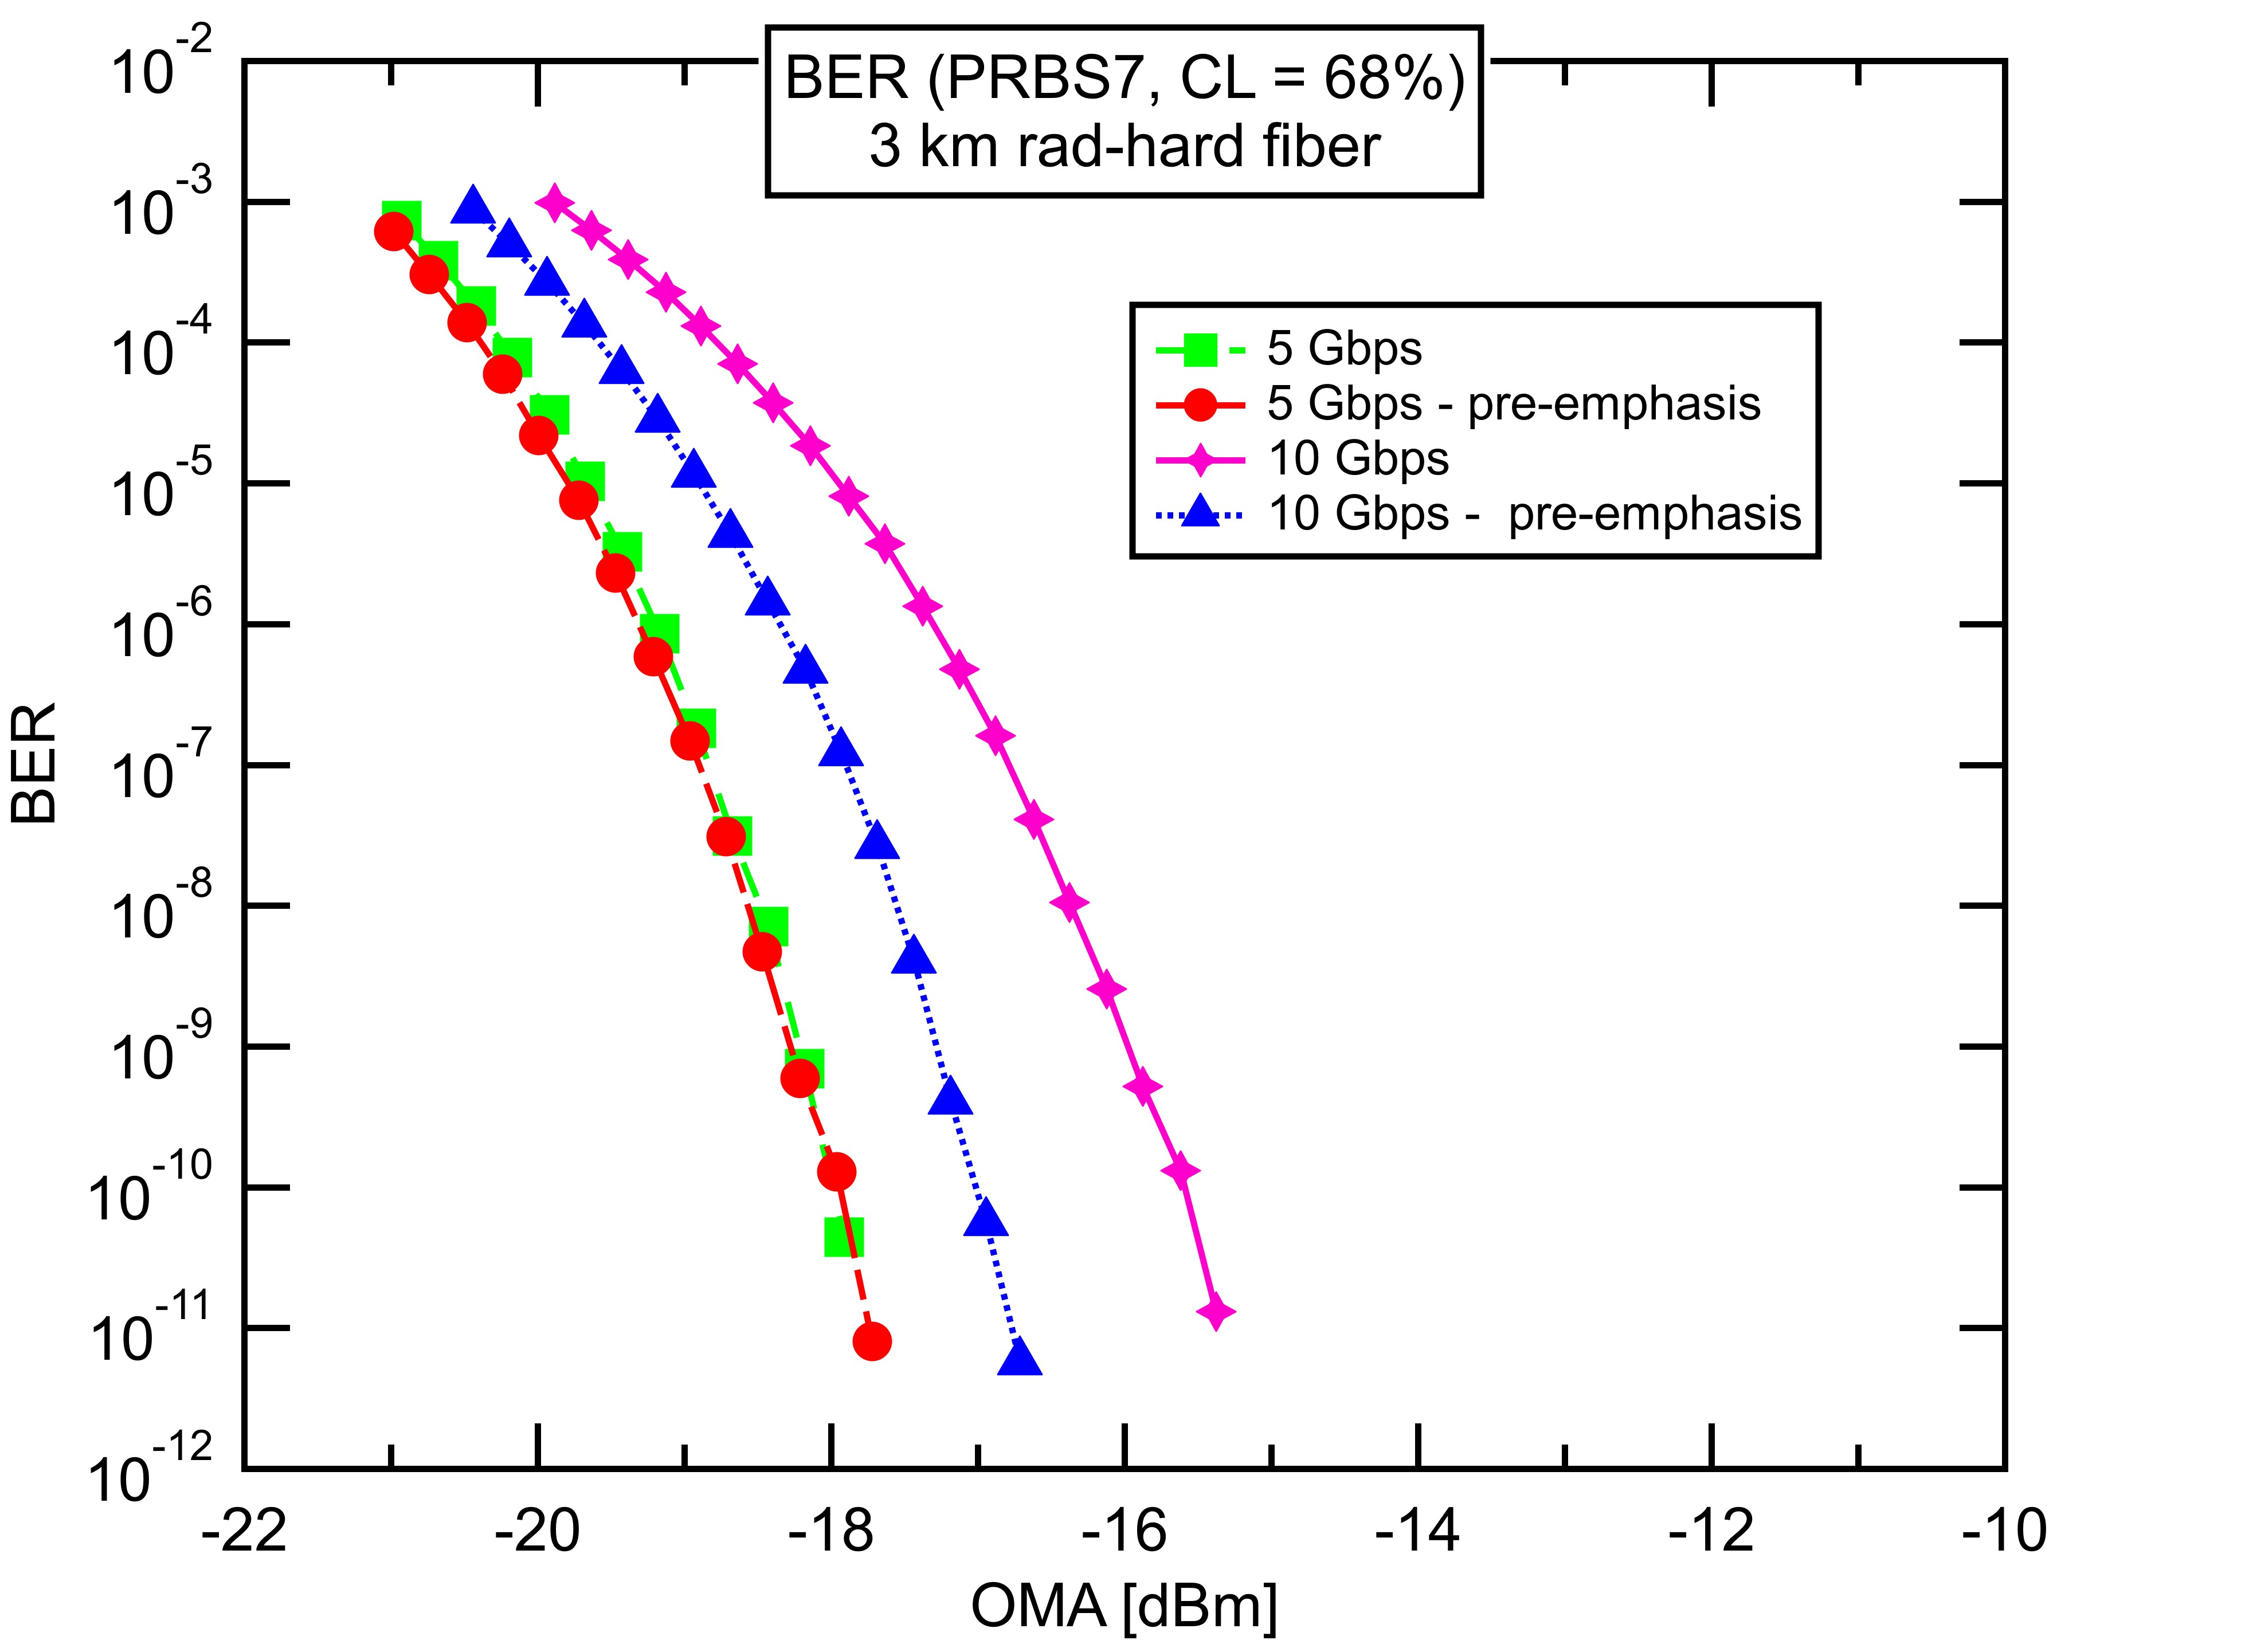 BER (PRBS7, CL = 68%)
3 km rad-hard fiber
10-2
10-3
10-4
10-5
10-6
10-7
10-8
10-9
10-10
10-11
10-12
BER
5 Gbps
5 Gbps - pre-emphasis
10 Gbps
10 Gbps -  pre-emphasis
-22 -20 -18 -16 -14 -12 -10
OMA [dBm]